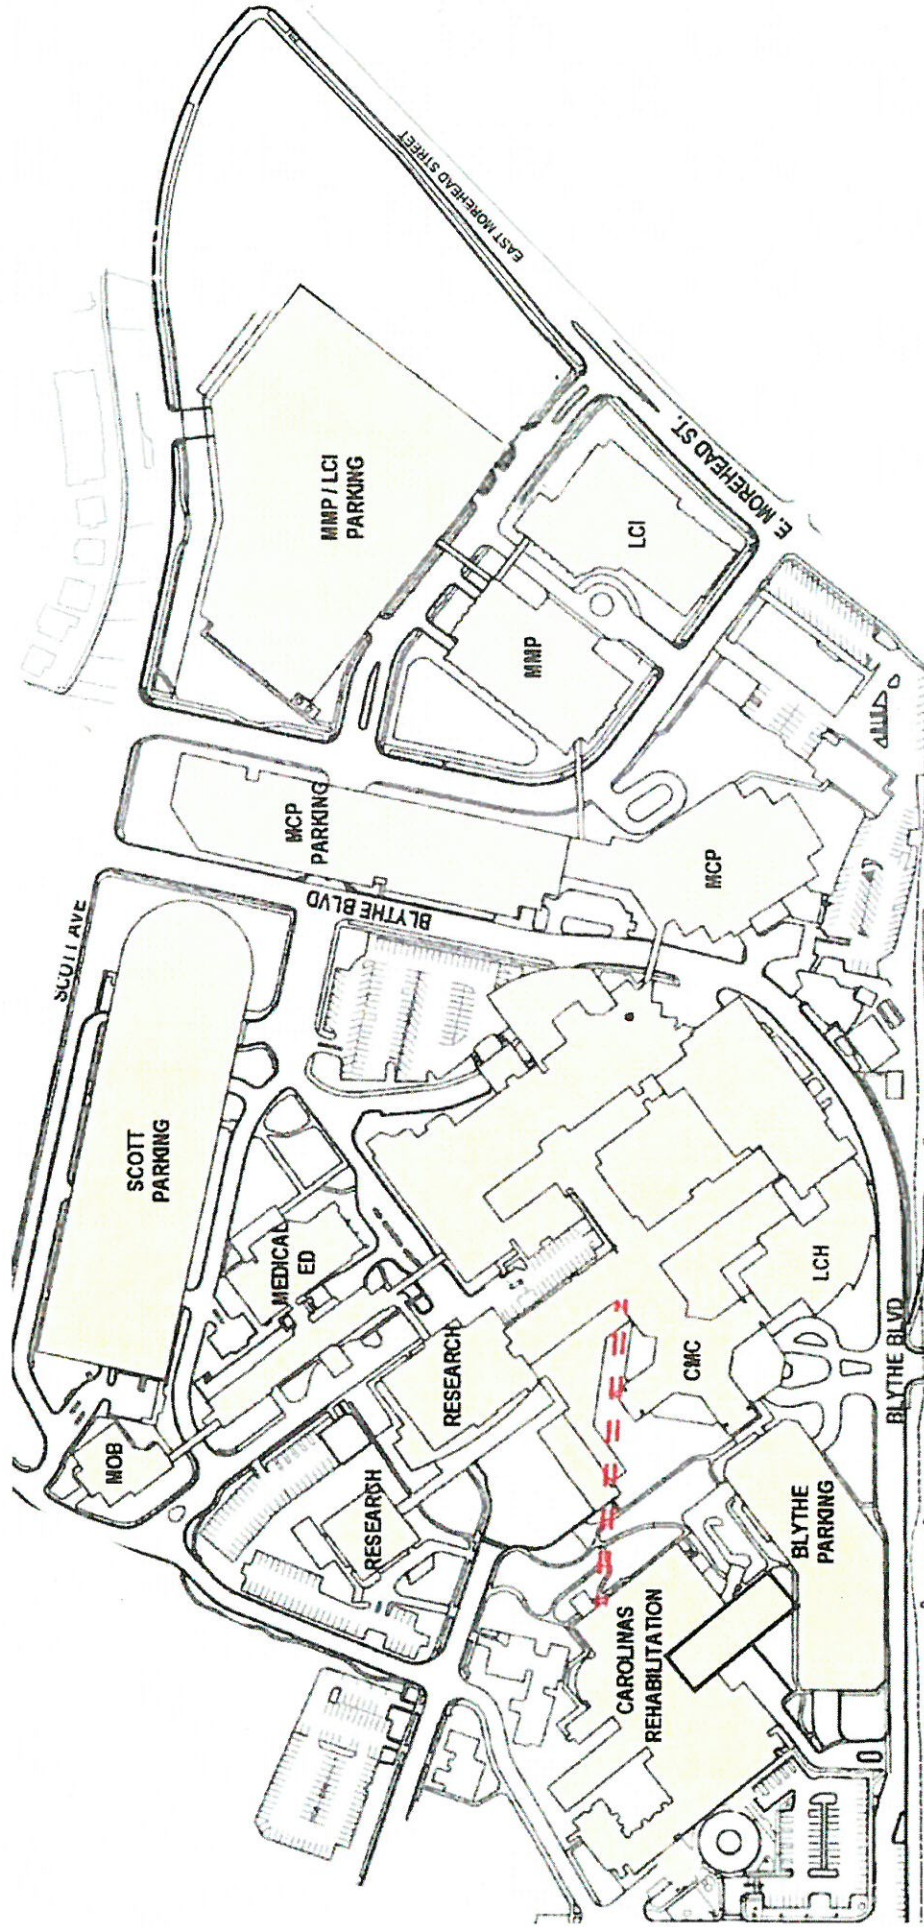 EAST MOREHEAD STREET
E. MOREHEAD ST.
MMP / LCI
PARKING
LCI
MMP
MCP
PARKING
MCP
BLYTHE BLVD
SCOTT AVE
SCOTT
PARKING
MEDICAL
ED
MOB
RESEARCH
RESEARCH
CMC
LCH
BLYTHE BLVD
BLYTHE
PARKING
CAROLINAS
REHABILITATION